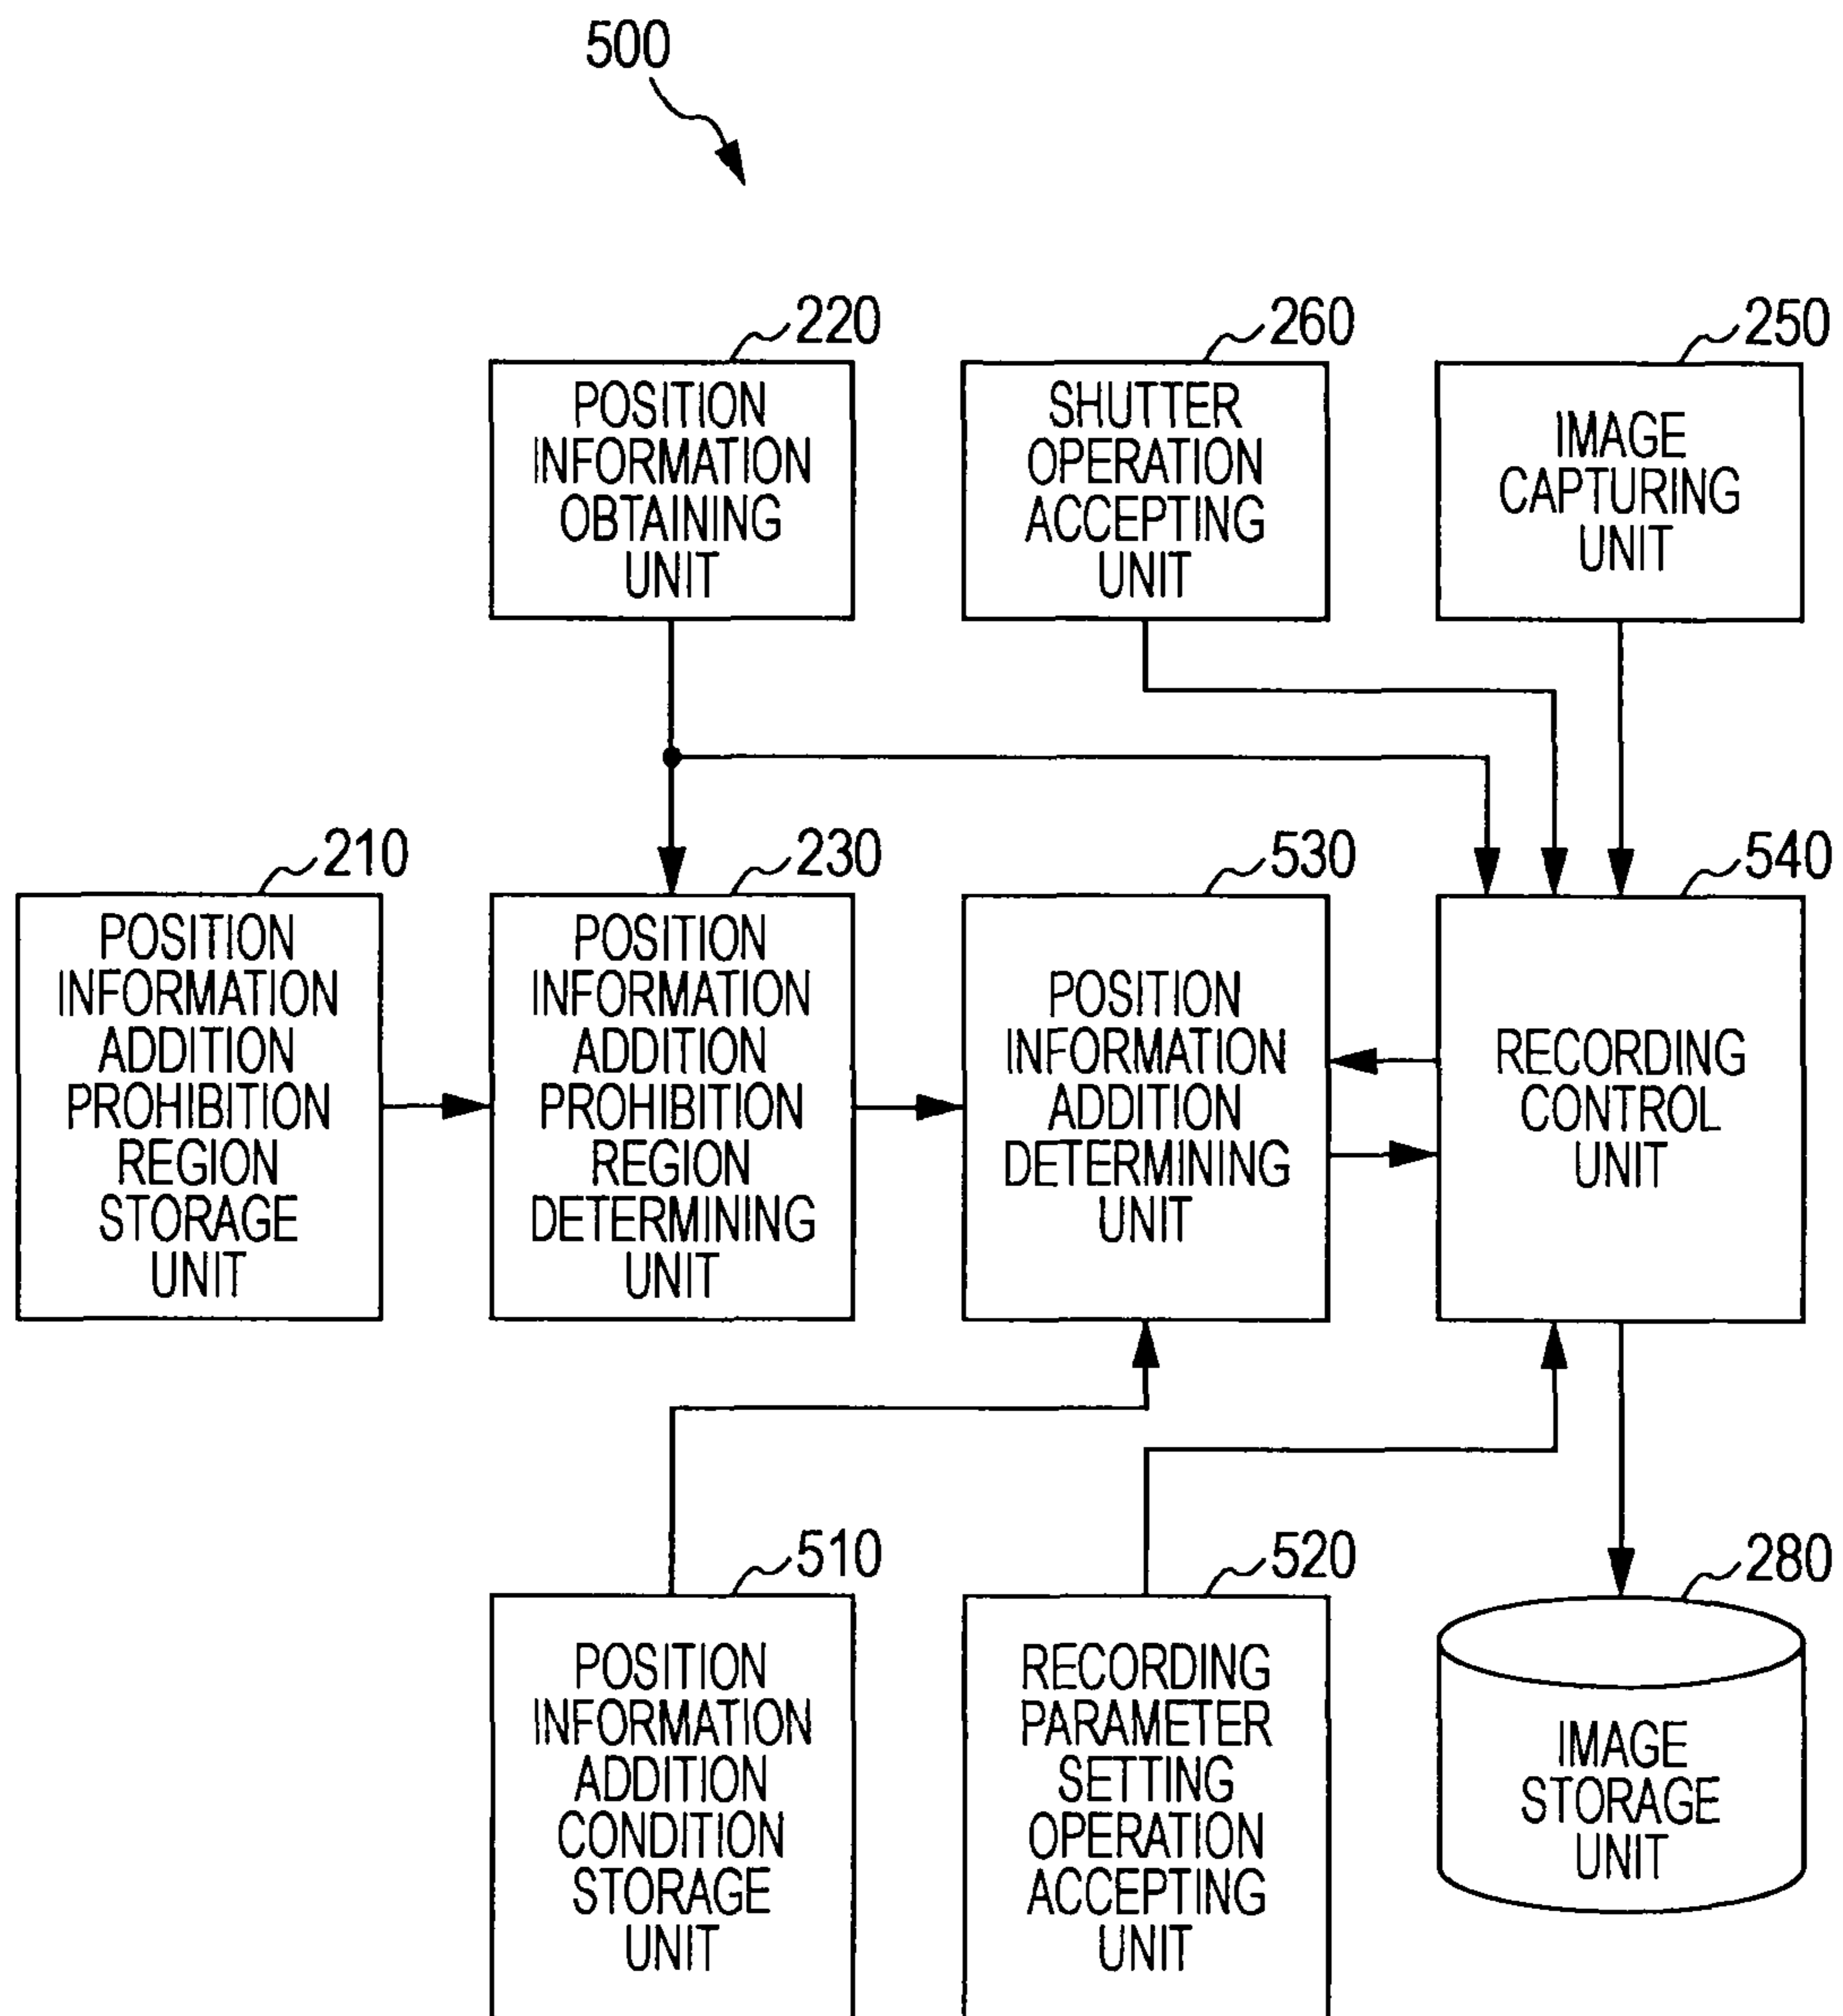 500
220
POSITION
INFORMATION
OBTAINING
UNIT
260
SHUTTER
OPERATION
ACCEPTING
UNIT
250
IMAGE
CAPTURING
UNIT
210
POSITION
INFORMATION
ADDITION
PROHIBITION
REGION
STORAGE
UNIT
230
POSITION
INFORMATION
ADDITION
PROHIBITION
REGION
DETERMINING
UNIT
530
POSITION
INFORMATION
ADDITION
DETERMINING
UNIT
540
RECORDING
CONTROL
UNIT
510
POSITION
INFORMATION
ADDITION
CONDITION
STORAGE
UNIT
520
RECORDING
PARAMETER
SETTING
OPERATION
ACCEPTING
UNIT
280
IMAGE
STORAGE
UNIT